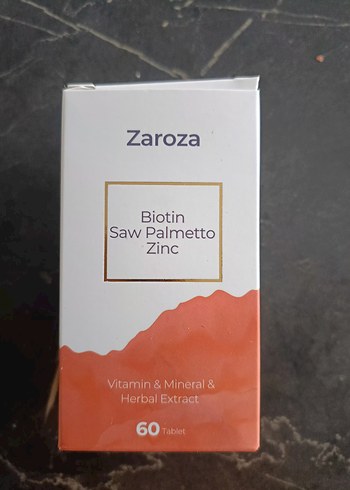 Zaroza
Biotin
Saw Palmetto
Zinc
Vitamin & Mineral &
Herbal Extract
60 Tablet